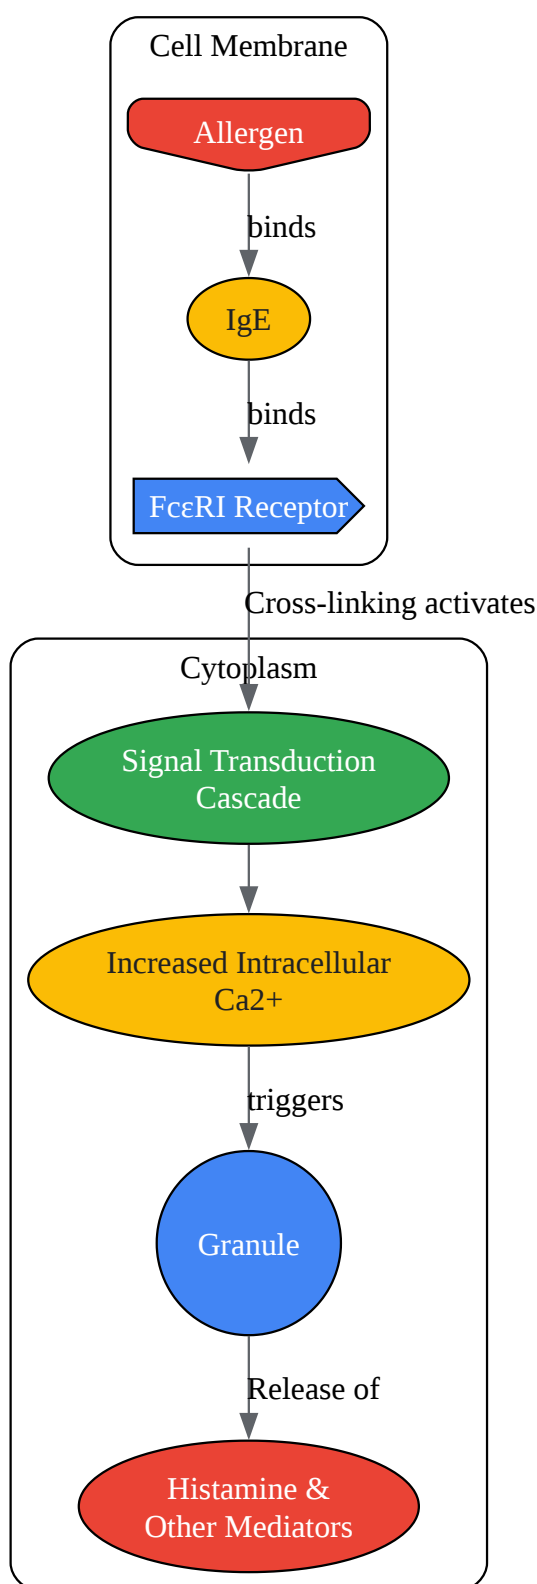 Cell Membrane
Allergen
binds
IgE
binds
FcεRI Receptor
Cross-linking activates
Cytoplasm
Signal Transduction
Cascade
Increased Intracellular
Ca2+
triggers
Granule
Release of
Histamine &
Other Mediators